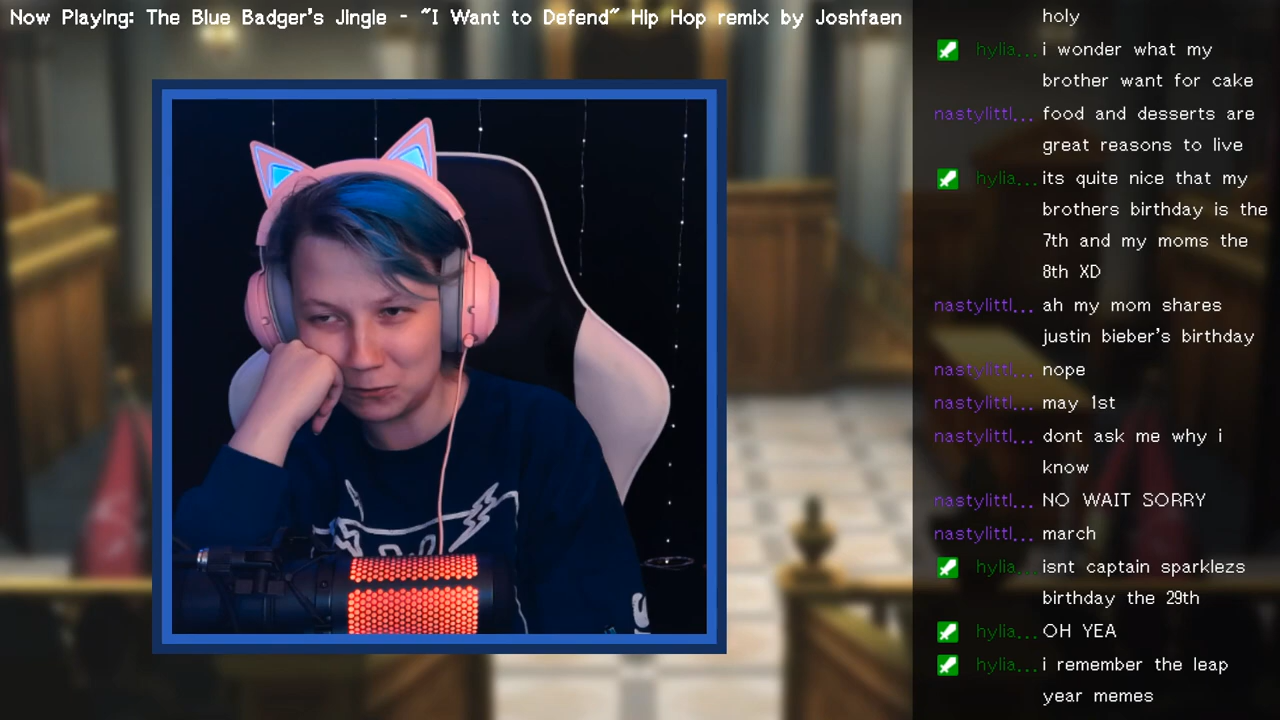 Now Playing: The Blue Badger's Jingle - "I Want to Defend" Hip Hop remix by Joshfaen
holy
hylia... i wonder what my
brother want for cake
nastylittl... food and desserts are
great reasons to live
hylia... its quite nice that my
brothers birthday is the
7th and my moms the
8th XD
nastylittl... ah my mom shares
justin bieber's birthday
nastylittl... nope
nastylittl... may 1st
nastylittl... dont ask me why i
know
nastylittl... NO WAIT SORRY
nastylittl... march
hylia... isnt captain sparklezs
birthday the 29th
hylia... OH YEA
hylia... i remember the leap
year memes